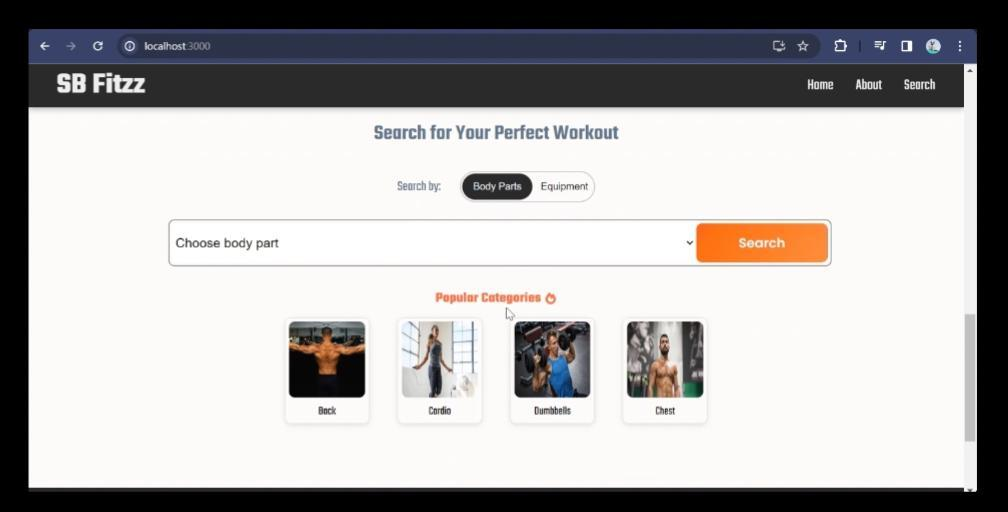 localhost:3000
SB Fitzz
Home About Search
Search for Your Perfect Workout
Search by: Body Parts Equipment
Choose body part Search
Popular Categories
Back Cardio Dumbbells Chest